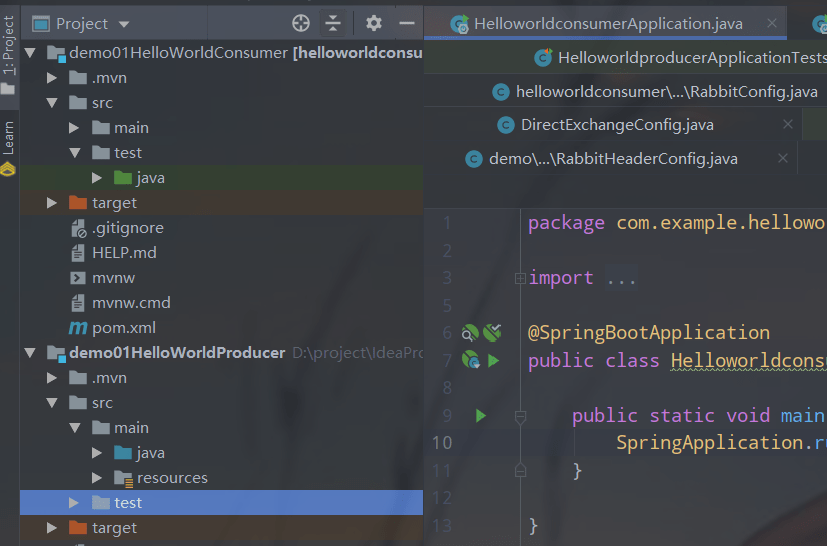 Project
1: Project
Learn
demo01HelloWorldConsumer [helloworldconsu
.mvn
src
main
test
java
target
.gitignore
HELP.md
mvnw
mvnw.cmd
pom.xml
demo01HelloWorldProducer D:\project\IdeaPro
.mvn
src
main
java
resources
test
target
HelloworldconsumerApplication.java
HelloworldproducerApplicationTests
helloworldconsumer\...\RabbitConfig.java
DirectExchangeConfig.java
demo\...\RabbitHeaderConfig.java
1 package com.example.hellowo
2
3 import ...
5
6 @SpringBootApplication
7 public class Helloworldconsu
8
9 public static void main
10 SpringApplication.ru
11 }
12
13 }